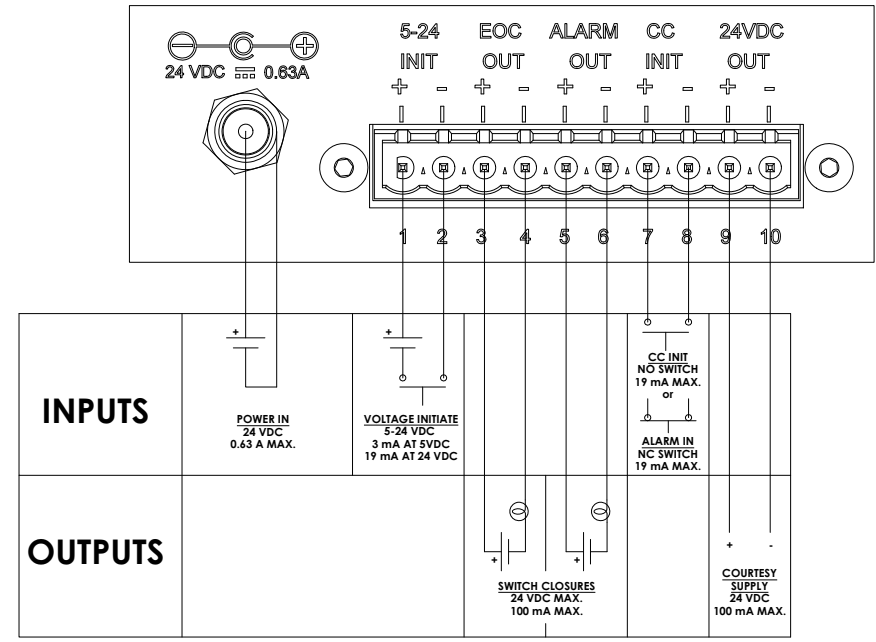 5-24 EOC ALARM CC 24VDC
INIT OUT OUT INIT OUT
24 VDC 0.63A
+ - + - + - + - + -
1 2 3 4 5 6 7 8 9 10
INPUTS
+
POWER IN
24 VDC
0.63 A MAX.
+
VOLTAGE INITIATE
5-24 VDC
3 mA AT 5VDC
19 mA AT 24 VDC
CC INIT
NO SWITCH
19 mA MAX.
or
ALARM IN
NC SWITCH
19 mA MAX.
OUTPUTS
+
+
SWITCH CLOSURES
24 VDC MAX.
100 mA MAX.
+ -
COURTESY
SUPPLY
24 VDC
100 mA MAX.